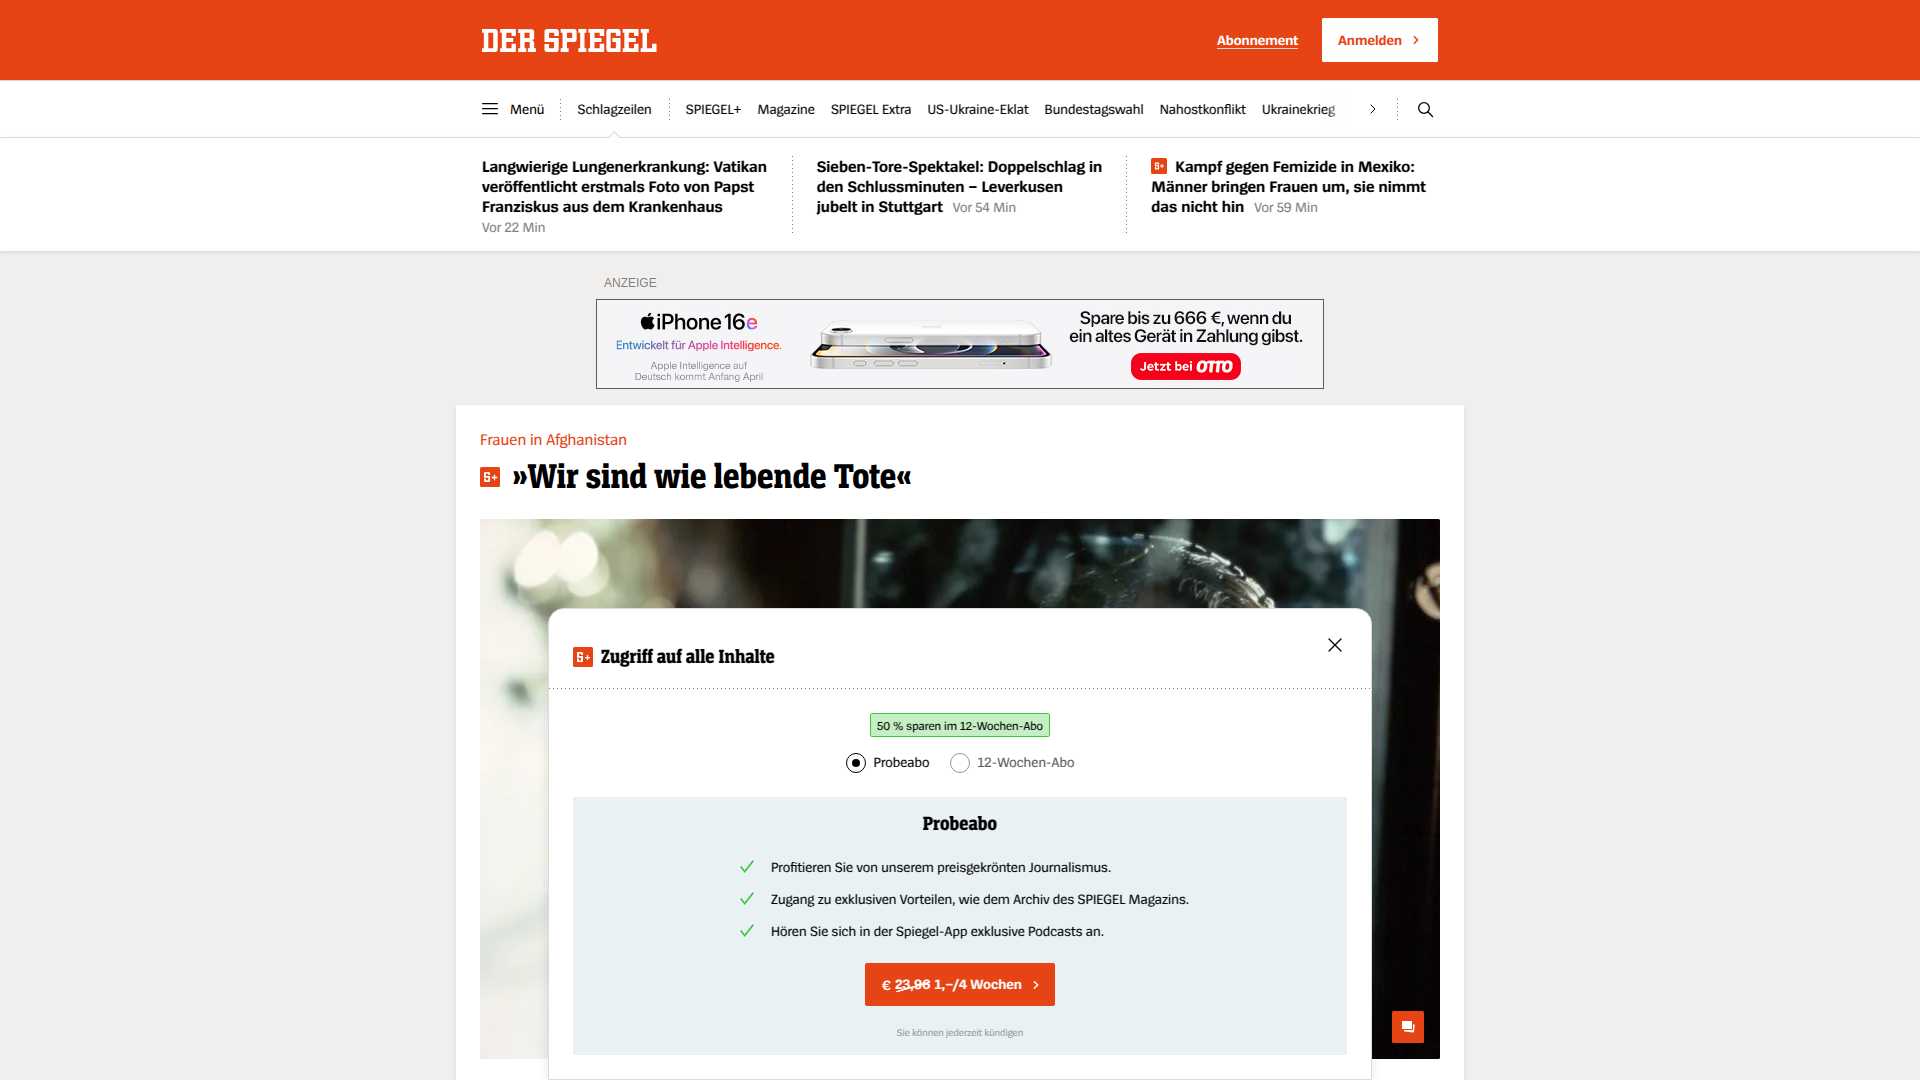 DER SPIEGEL
Abonnement
Anmelden
Menü
Schlagzeilen
SPIEGEL+
Magazine
SPIEGEL Extra
US-Ukraine-Eklat
Bundestagswahl
Nahostkonflikt
Ukrainekrieg
Langwierige Lungenerkrankung: Vatikan
veröffentlicht erstmals Foto von Papst
Franziskus aus dem Krankenhaus
Vor 22 Min
Sieben-Tore-Spektakel: Doppelschlag in
den Schlussminuten – Leverkusen
jubelt in Stuttgart Vor 54 Min
S+ Kampf gegen Femizide in Mexiko:
Männer bringen Frauen um, sie nimmt
das nicht hin Vor 59 Min
ANZEIGE
iPhone 16e
Entwickelt für Apple Intelligence.
Apple Intelligence auf
Deutsch kommt Anfang April
Spare bis zu 666 €, wenn du
ein altes Gerät in Zahlung gibst.
Jetzt bei OTTO
Frauen in Afghanistan
S+ »Wir sind wie lebende Tote«
S+ Zugriff auf alle Inhalte
50 % sparen im 12-Wochen-Abo
Probeabo
12-Wochen-Abo
Probeabo
Profitieren Sie von unserem preisgekrönten Journalismus.
Zugang zu exklusiven Vorteilen, wie dem Archiv des SPIEGEL Magazins.
Hören Sie sich in der Spiegel-App exklusive Podcasts an.
€ 23,96 1,–/4 Wochen
Sie können jederzeit kündigen